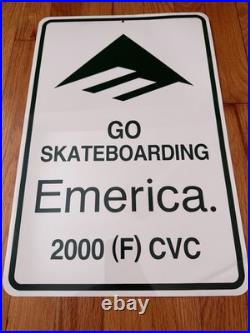 GO
SKATEBOARDING
Emerica.
2000 (F) CVC